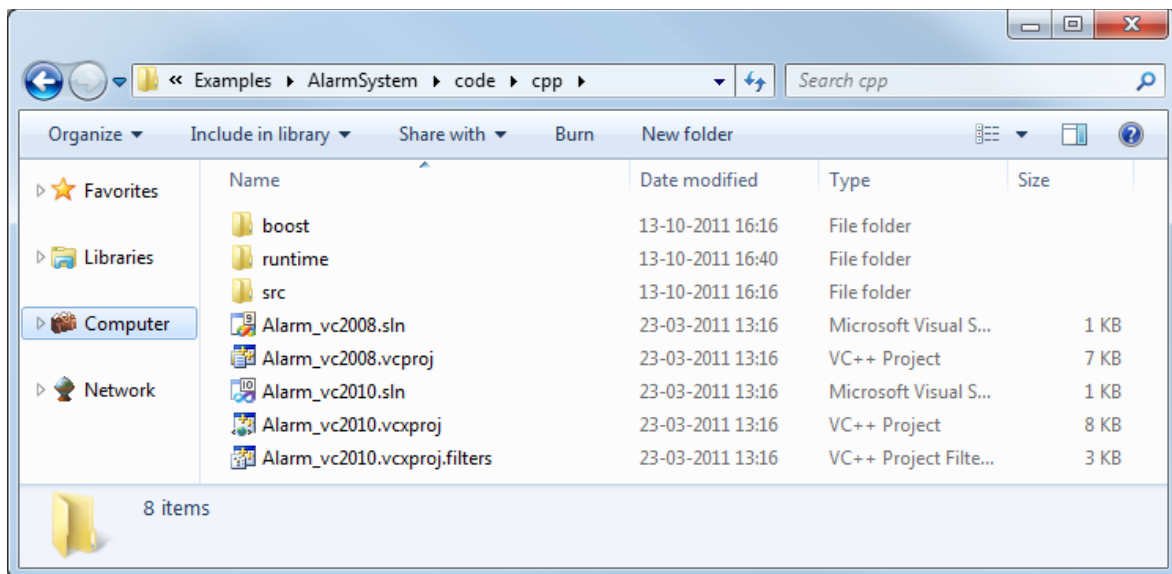 « Examples ▸ AlarmSystem ▸ code ▸ cpp ▸ Search cpp
Organize ▾ Include in library ▾ Share with ▾ Burn New folder
Name Date modified Type Size
Favorites
Libraries
Computer
Network
boost 13-10-2011 16:16 File folder
runtime 13-10-2011 16:40 File folder
src 13-10-2011 16:16 File folder
Alarm_vc2008.sln 23-03-2011 13:16 Microsoft Visual S... 1 KB
Alarm_vc2008.vcproj 23-03-2011 13:16 VC++ Project 7 KB
Alarm_vc2010.sln 23-03-2011 13:16 Microsoft Visual S... 1 KB
Alarm_vc2010.vcxproj 23-03-2011 13:16 VC++ Project 8 KB
Alarm_vc2010.vcxproj.filters 23-03-2011 13:16 VC++ Project Filte... 3 KB
8 items